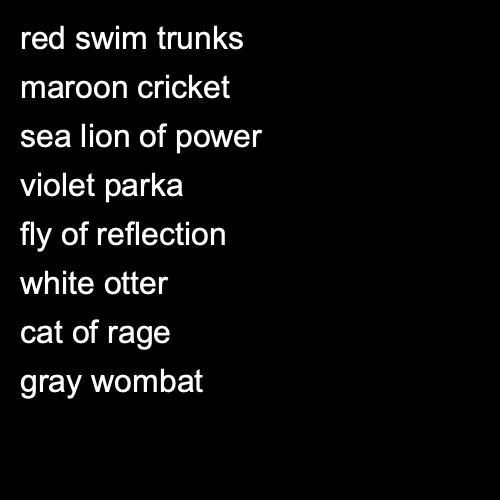 red swim trunks
maroon cricket
sea lion of power
violet parka
fly of reflection
white otter
cat of rage
gray wombat